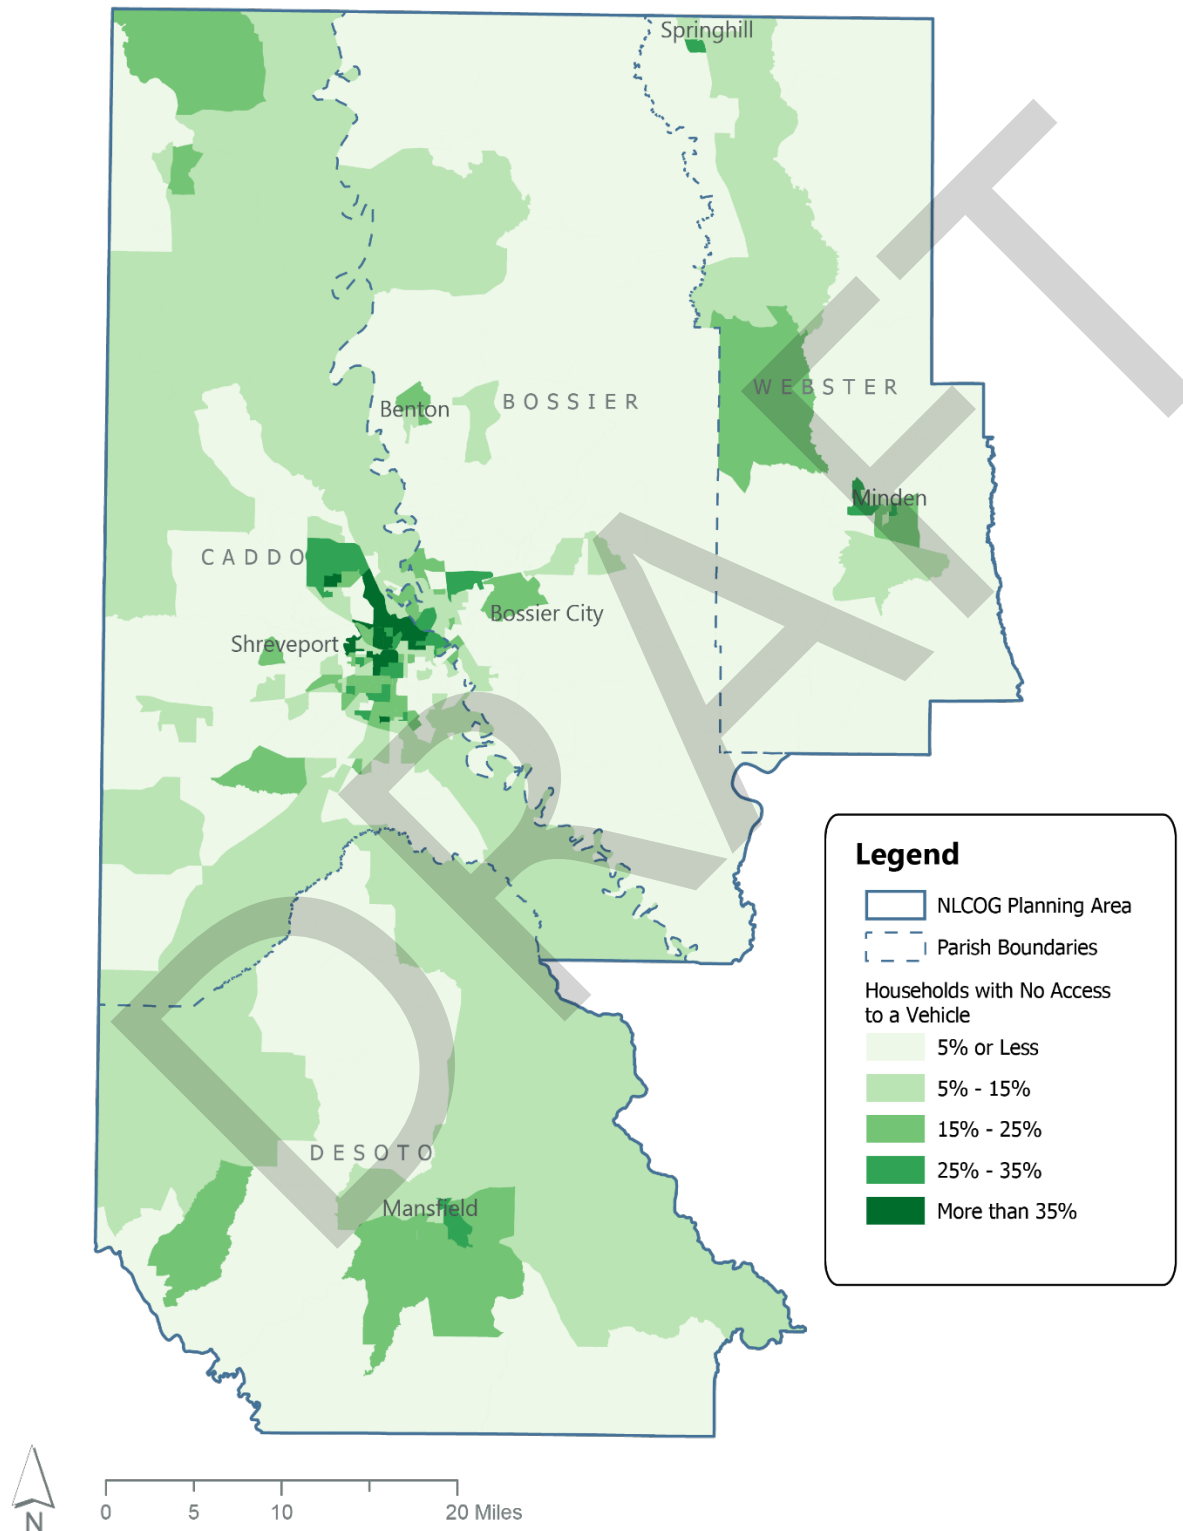 Springhill
Benton
BOSSIER
WEBSTER
Minden
CADDO
Bossier City
Shreveport
DRAFT
Legend
NLCOG Planning Area
Parish Boundaries
Households with No Access
to a Vehicle
5% or Less
5% - 15%
15% - 25%
25% - 35%
More than 35%
DESOTO
Mansfield
N
0 5 10 20 Miles